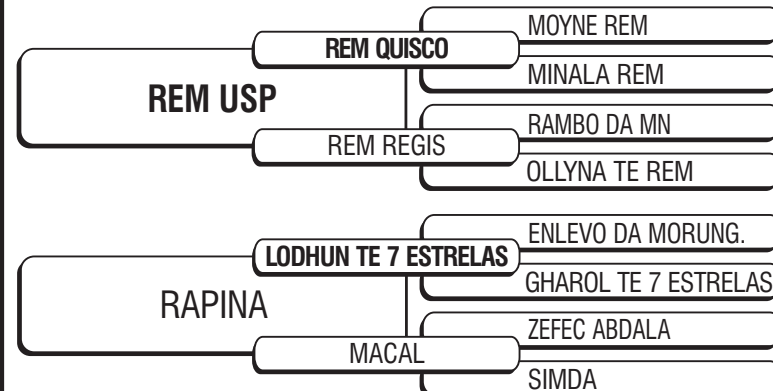 MOYNE REM
REM QUISCO
MINALA REM
REM USP
RAMBO DA MN
REM REGIS
OLLYNA TE REM
ENLEVO DA MORUNG.
LODHUN TE 7 ESTRELAS
GHAROL TE 7 ESTRELAS
RAPINA
ZEFEC ABDALA
MACAL
SIMDA